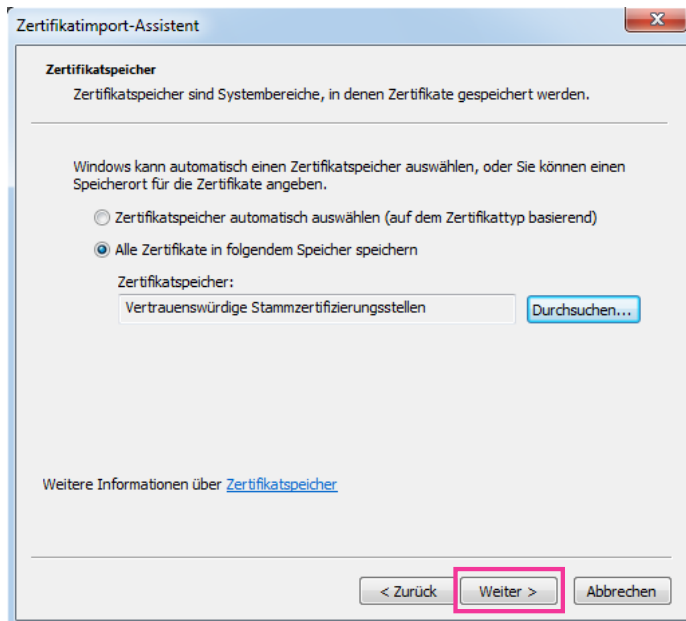 Zertifikatimport-Assistent
Zertifikatspeicher
Zertifikatspeicher sind Systembereiche, in denen Zertifikate gespeichert werden.
Windows kann automatisch einen Zertifikatspeicher auswählen, oder Sie können einen
Speicherort für die Zertifikate angeben.
Zertifikatspeicher automatisch auswählen (auf dem Zertifikattyp basierend)
Alle Zertifikate in folgendem Speicher speichern
Zertifikatspeicher:
Vertrauenswürdige Stammzertifizierungsstellen
Durchsuchen...
Weitere Informationen über Zertifikatspeicher
< Zurück Weiter > Abbrechen